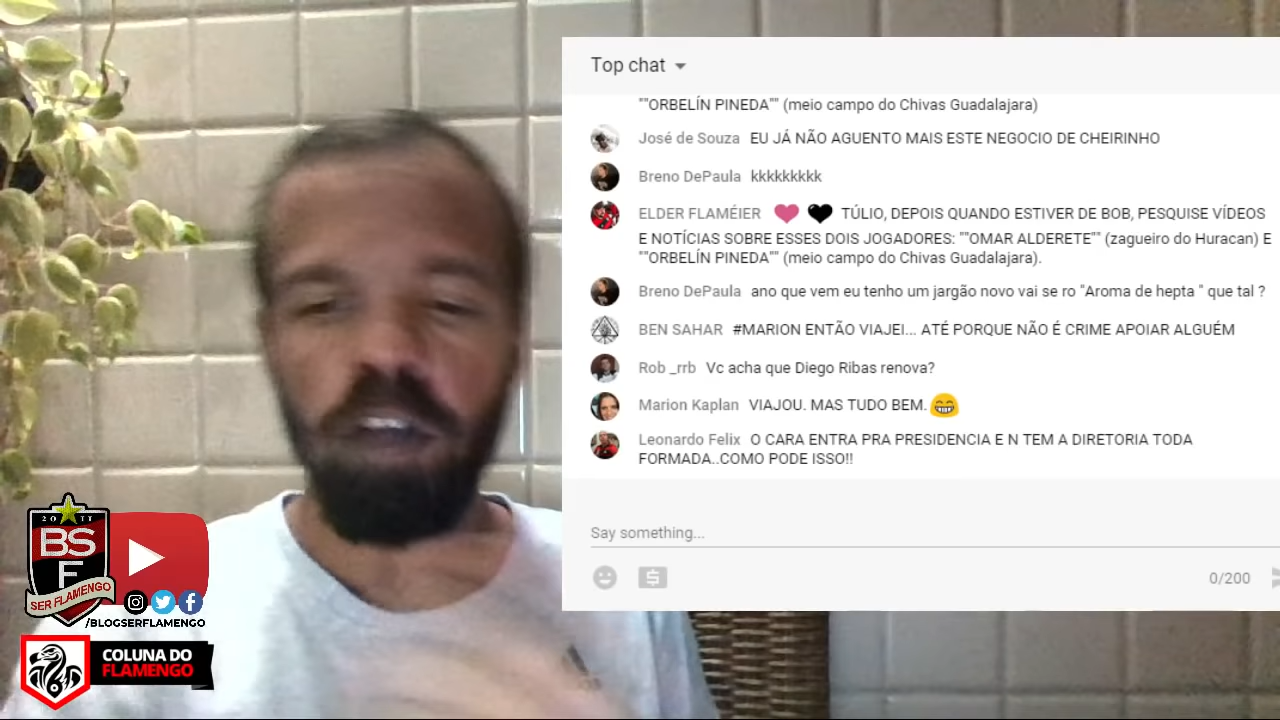 Top chat
""ORBELÍN PINEDA"" (meio campo do Chivas Guadalajara)
José de Souza EU JÁ NÃO AGUENTO MAIS ESTE NEGOCIO DE CHEIRINHO
Breno DePaula kkkkkkkkk
ELDER FLAMÉIER TÚLIO, DEPOIS QUANDO ESTIVER DE BOB, PESQUISE VÍDEOS
E NOTÍCIAS SOBRE ESSES DOIS JOGADORES: ""OMAR ALDERETE"" (zagueiro do Huracan) E
""ORBELÍN PINEDA"" (meio campo do Chivas Guadalajara).
Breno DePaula ano que vem eu tenho um jargão novo vai se ro "Aroma de hepta " que tal ?
BEN SAHAR #MARION ENTÃO VIAJEI... ATÉ PORQUE NÃO É CRIME APOIAR ALGUÉM
Rob _rrb Vc acha que Diego Ribas renova?
Marion Kaplan VIAJOU. MAS TUDO BEM.
Leonardo Felix O CARA ENTRA PRA PRESIDENCIA E N TEM A DIRETORIA TODA
FORMADA..COMO PODE ISSO!!
Say something...
0/200
2011
BSF
SER FLAMENGO
/BLOGSERFLAMENGO
COLUNA DO
FLAMENGO